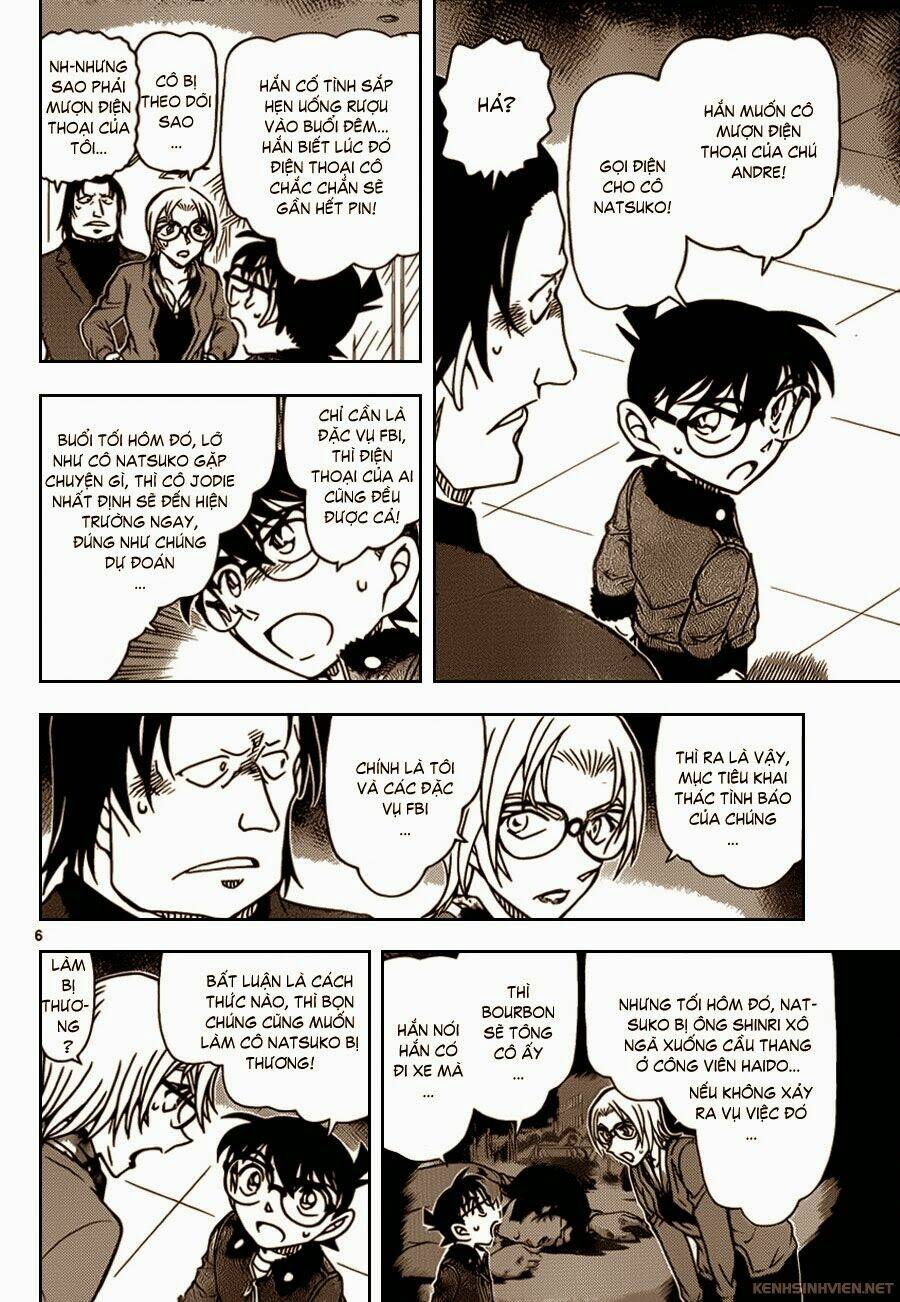 NH-NHƯNG
SAO PHẢI
MƯỢN ĐIỆN
THOẠI CỦA
TÔI...
CÔ BỊ
THEO DÕI
SAO
...
HẮN CỐ TÌNH SẮP
HẸN UỐNG RƯỢU
VÀO BUỔI ĐÊM...
HẮN BIẾT LÚC ĐÓ
ĐIỆN THOẠI CÔ
CHẮC CHẮN SẼ
GẦN HẾT PIN!
HẢ?
GỌI ĐIỆN
CHO CÔ
NATSUKO!
HẮN MUỐN CÔ
MƯỢN ĐIỆN
THOẠI CỦA CHÚ
ANDRE!
BUỔI TỐI HÔM ĐÓ, LỠ
NHƯ CÔ NATSUKO GẶP
CHUYỆN GÌ, THÌ CÔ JODIE
NHẤT ĐỊNH SẼ ĐẾN HIỆN
TRƯỜNG NGAY,
ĐÚNG NHƯ CHÚNG
DỰ ĐOÁN
...
CHỈ CẦN LÀ
ĐẶC VỤ FBI,
THÌ ĐIỆN
THOẠI CỦA AI
CŨNG ĐỀU
ĐƯỢC CẢ!
CHÍNH LÀ TÔI
VÀ CÁC ĐẶC
VỤ FBI
...
THÌ RA LÀ VẬY,
MỤC TIÊU KHAI
THÁC TÌNH BÁO
CỦA CHÚNG
...
6
LÀM
BỊ
THƯƠ-
NG
?
BẤT LUẬN LÀ CÁCH
THỨC NÀO, THÌ BỌN
CHÚNG CŨNG MUỐN
LÀM CÔ NATSUKO BỊ
THƯƠNG!
HẮN NÓI
HẮN CÓ
ĐI XE MÀ
...
THÌ
BOURBON
SẼ TÔNG
CÔ ẤY
...
NHƯNG TỐI HÔM ĐÓ, NAT-
SUKO BỊ ÔNG SHINRI XÔ
NGÃ XUỐNG CẦU THANG
Ở CÔNG VIÊN HAIDO...
NẾU KHÔNG XẢY
RA VỤ VIỆC ĐÓ
...
KENHSINHVIEN.NET